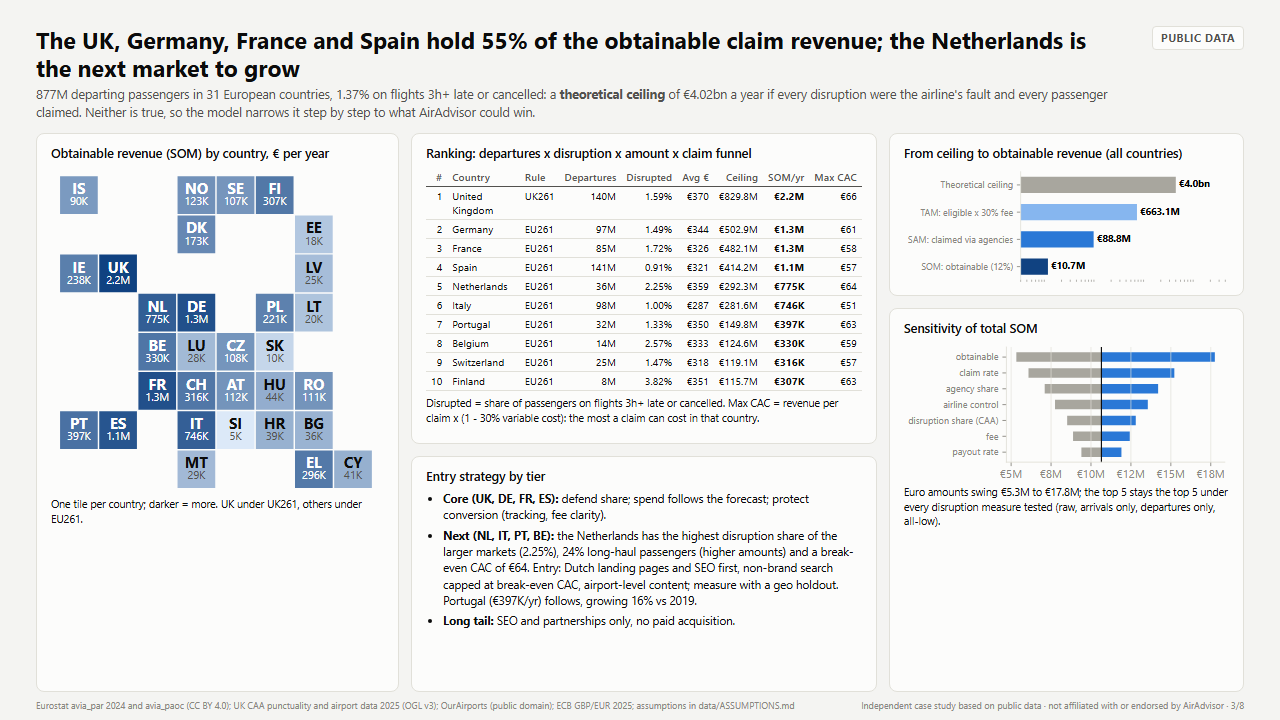 The UK, Germany, France and Spain hold 55% of the obtainable claim revenue; the Netherlands is
the next market to grow
PUBLIC DATA
877M departing passengers in 31 European countries, 1.37% on flights 3h+ late or cancelled: a theoretical ceiling of €4.02bn a year if every disruption were the airline's fault and every passenger
claimed. Neither is true, so the model narrows it step by step to what AirAdvisor could win.
Obtainable revenue (SOM) by country, € per year
IS NO SE FI
90K 123K 107K 307K
DK EE
173K 18K
IE UK LV
238K 2.2M 25K
NL DE PL LT
775K 1.3M 221K 20K
BE LU CZ SK
330K 28K 108K 10K
FR CH AT HU RO
1.3M 316K 112K 44K 111K
PT ES IT SI HR BG
397K 1.1M 746K 5K 39K 36K
MT EL CY
29K 296K 41K
One tile per country; darker = more. UK under UK261, others under
EU261.
Ranking: departures x disruption x amount x claim funnel
# Country Rule Departures Disrupted Avg € Ceiling SOM/yr Max CAC
1 United Kingdom UK261 140M 1.59% €370 €829.8M €2.2M €66
2 Germany EU261 97M 1.49% €344 €502.9M €1.3M €61
3 France EU261 85M 1.72% €326 €482.1M €1.3M €58
4 Spain EU261 141M 0.91% €321 €414.2M €1.1M €57
5 Netherlands EU261 36M 2.25% €359 €292.3M €775K €64
6 Italy EU261 98M 1.00% €287 €281.6M €746K €51
7 Portugal EU261 32M 1.33% €350 €149.8M €397K €63
8 Belgium EU261 14M 2.57% €333 €124.6M €330K €59
9 Switzerland EU261 25M 1.47% €318 €119.1M €316K €57
10 Finland EU261 8M 3.82% €351 €115.7M €307K €63
Disrupted = share of passengers on flights 3h+ late or cancelled. Max CAC = revenue per
claim x (1 - 30% variable cost): the most a claim can cost in that country.
Entry strategy by tier
• Core (UK, DE, FR, ES): defend share; spend follows the forecast; protect
conversion (tracking, fee clarity).
• Next (NL, IT, PT, BE): the Netherlands has the highest disruption share of the
larger markets (2.25%), 24% long-haul passengers (higher amounts) and a break-
even CAC of €64. Entry: Dutch landing pages and SEO first, non-brand search
capped at break-even CAC, airport-level content; measure with a geo holdout.
Portugal (€397K/yr) follows, growing 16% vs 2019.
• Long tail: SEO and partnerships only, no paid acquisition.
From ceiling to obtainable revenue (all countries)
Theoretical ceiling €4.0bn
TAM: eligible x 30% fee €663.1M
SAM: claimed via agencies €88.8M
SOM: obtainable (12%) €10.7M
Sensitivity of total SOM
obtainable
claim rate
agency share
airline control
disruption share (CAA)
fee
payout rate
€5M €8M €10M €13M €15M €18M
Euro amounts swing €5.3M to €17.8M; the top 5 stays the top 5 under
every disruption measure tested (raw, arrivals only, departures only,
all-low).
Eurostat avia_par 2024 and avia_paoc (CC BY 4.0); UK CAA punctuality and airport data 2025 (OGL v3); OurAirports (public domain); ECB GBP/EUR 2025; assumptions in data/ASSUMPTIONS.md
Independent case study based on public data · not affiliated with or endorsed by AirAdvisor · 3/8